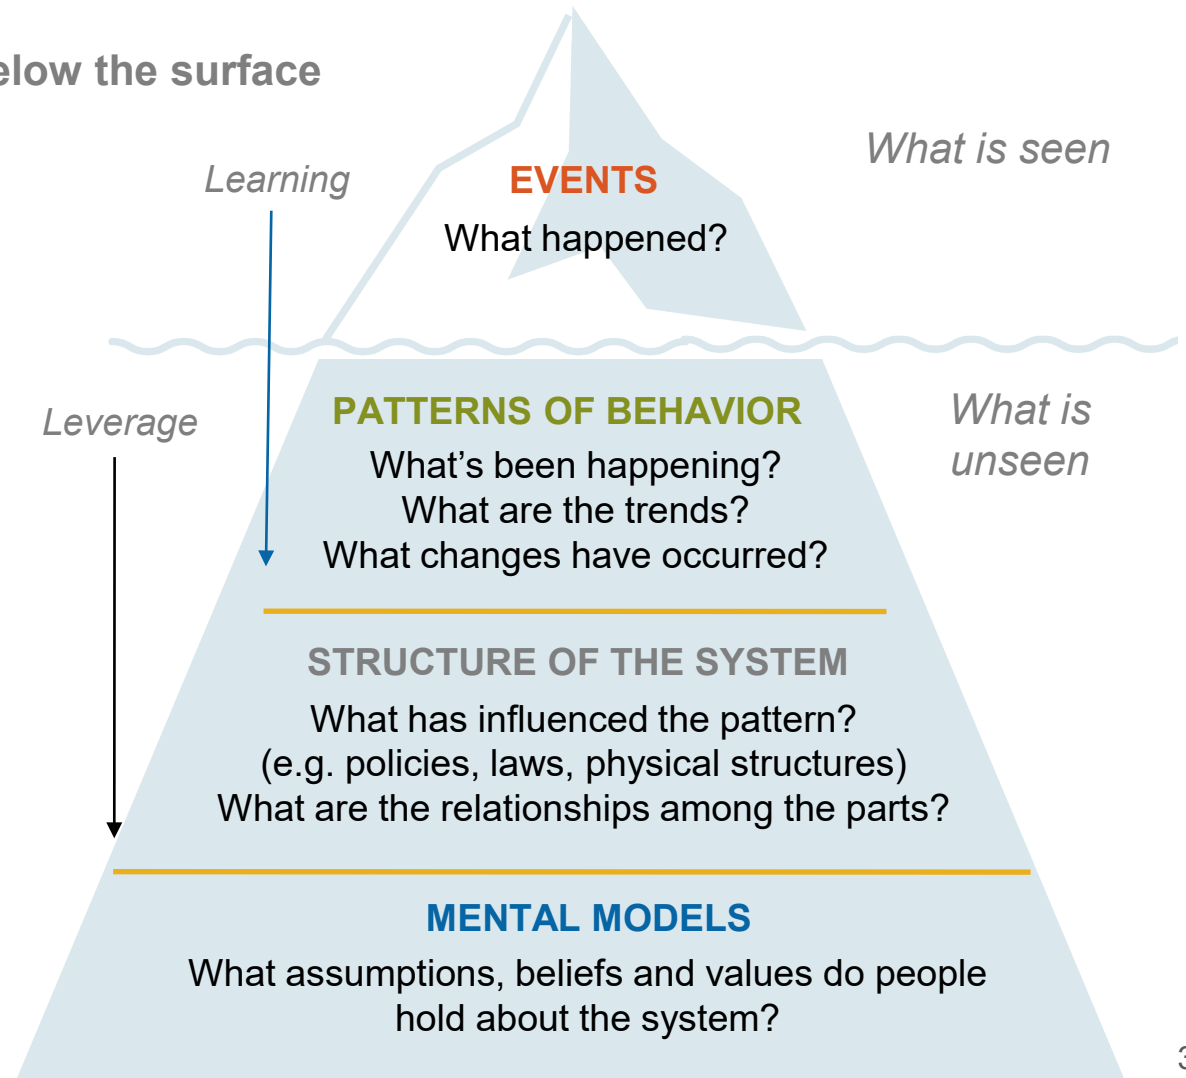 elow the surface
What is seen
Learning
EVENTS
What happened?
Leverage
PATTERNS OF BEHAVIOR
What is
unseen
What's been happening?
What are the trends?
What changes have occurred?
STRUCTURE OF THE SYSTEM
What has influenced the pattern?
(e.g. policies, laws, physical structures)
What are the relationships among the parts?
MENTAL MODELS
What assumptions, beliefs and values do people
hold about the system?
3